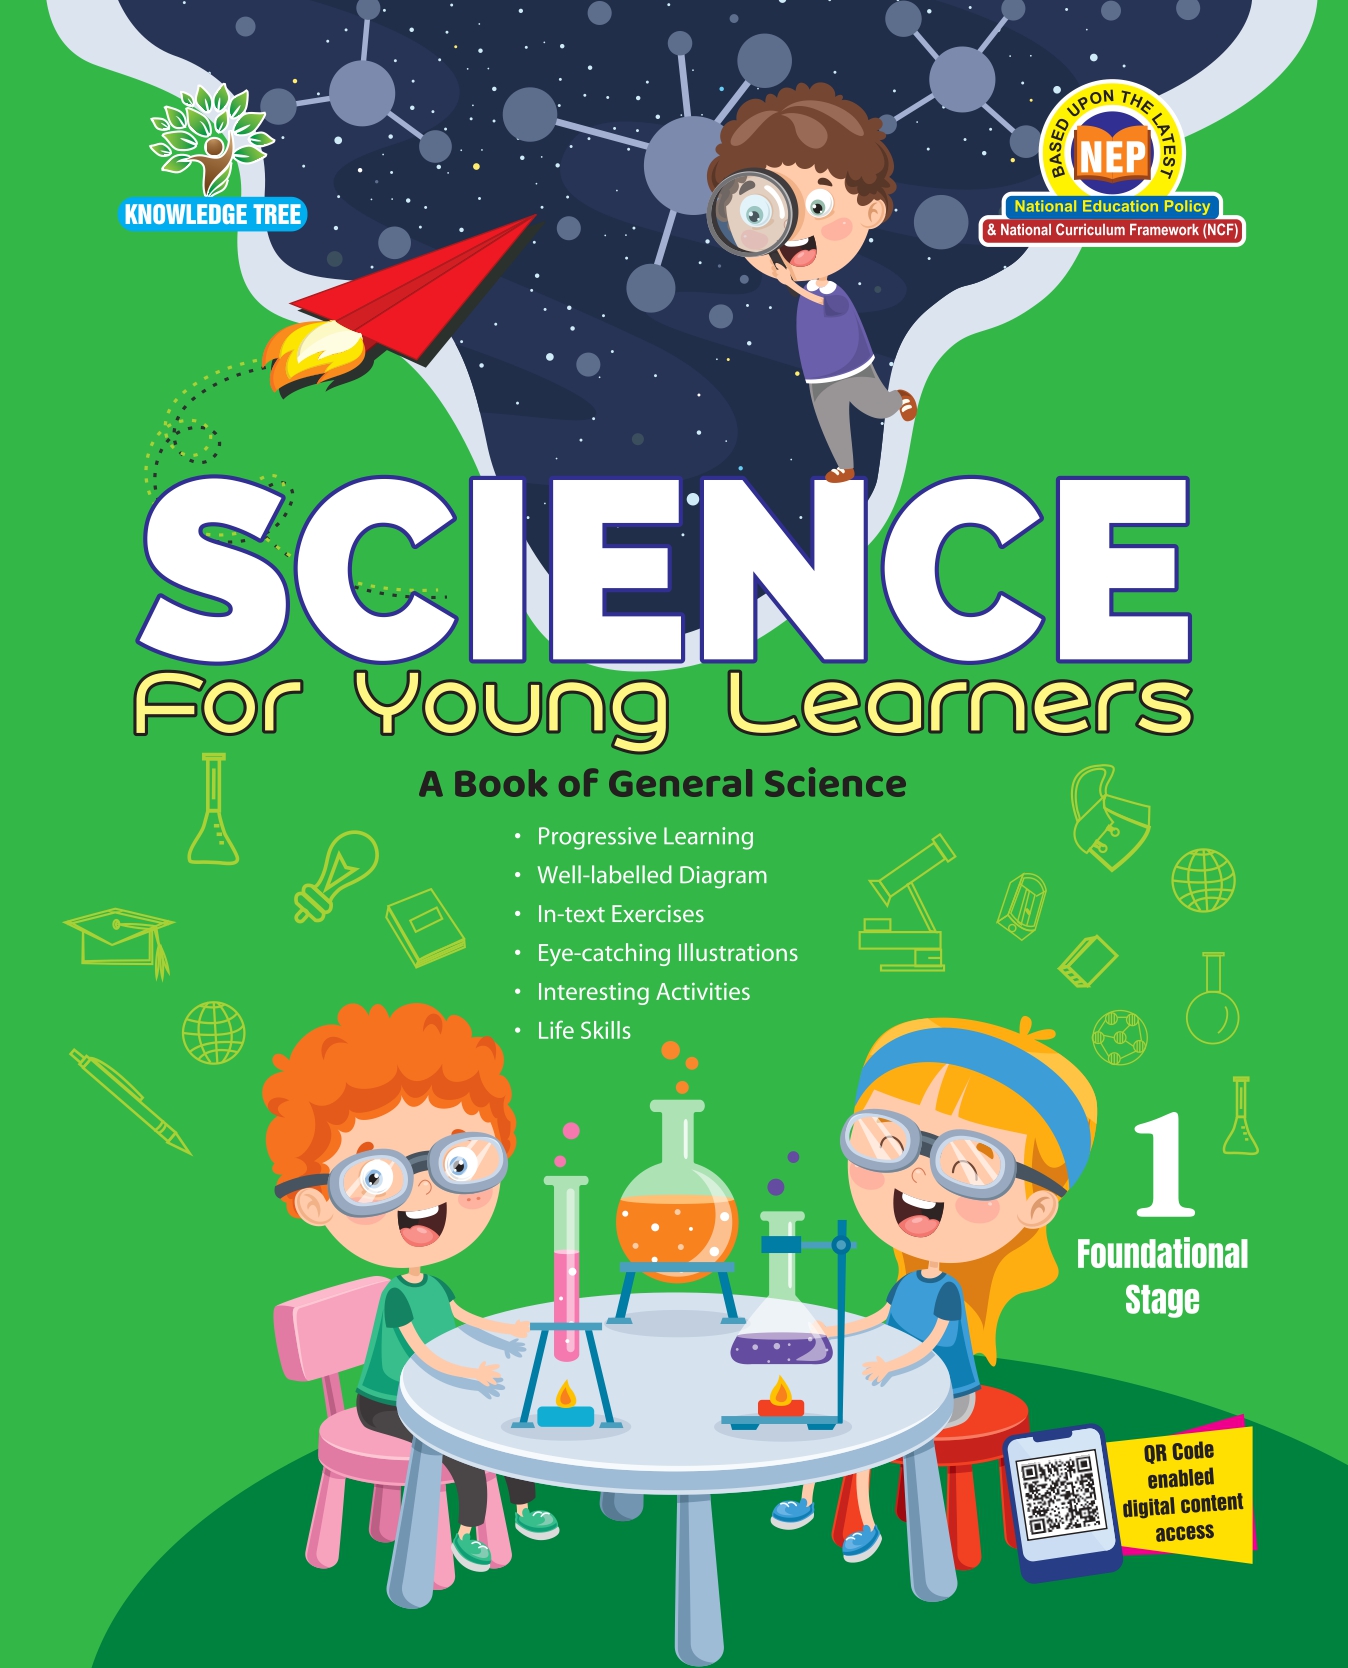 KNOWLEDGE TREE
BASED UPON THE LATEST
NEP
National Education Policy
& National Curriculum Framework (NCF)
SCIENCE
For Young Learners
A Book of General Science
• Progressive Learning
• Well-labelled Diagram
• In-text Exercises
• Eye-catching Illustrations
• Interesting Activities
• Life Skills
1
Foundational
Stage
QR Code
enabled
digital content
access